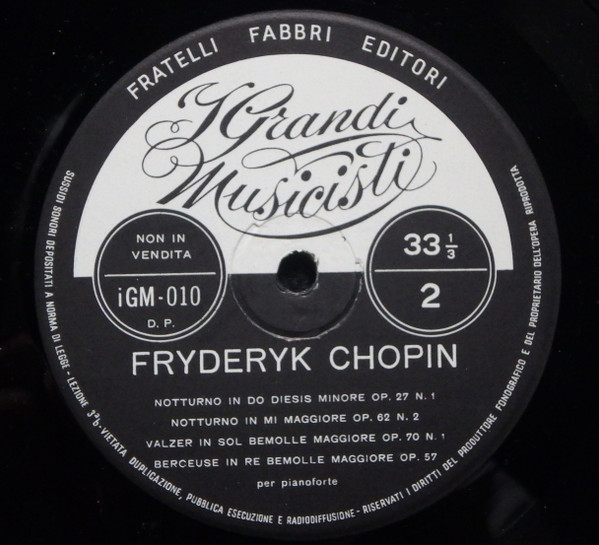 FRATELLI FABBRI EDITORI
I Grandi
Musicisti
NON IN
VENDITA
iGM-010
D. P.
33 1/3
2
FRYDERYK CHOPIN
NOTTURNO IN DO DIESIS MINORE OP. 27 N. 1
NOTTURNO IN MI MAGGIORE OP. 62 N. 2
VALZER IN SOL BEMOLLE MAGGIORE OP. 70 N. 1
BERCEUSE IN RE BEMOLLE MAGGIORE OP. 57
per pianoforte
SUSSIDI SONORI DEPOSITATI A NORMA DI LEGGE - LEZIONE 3ªb - VIETATA DUPLICAZIONE, PUBBLICA ESECUZIONE E RADIODIFFUSIONE - RISERVATI I DIRITTI DEL PRODUTTORE FONOGRAFICO E DEL PROPRIETARIO DELL'OPERA RIPRODOTTA